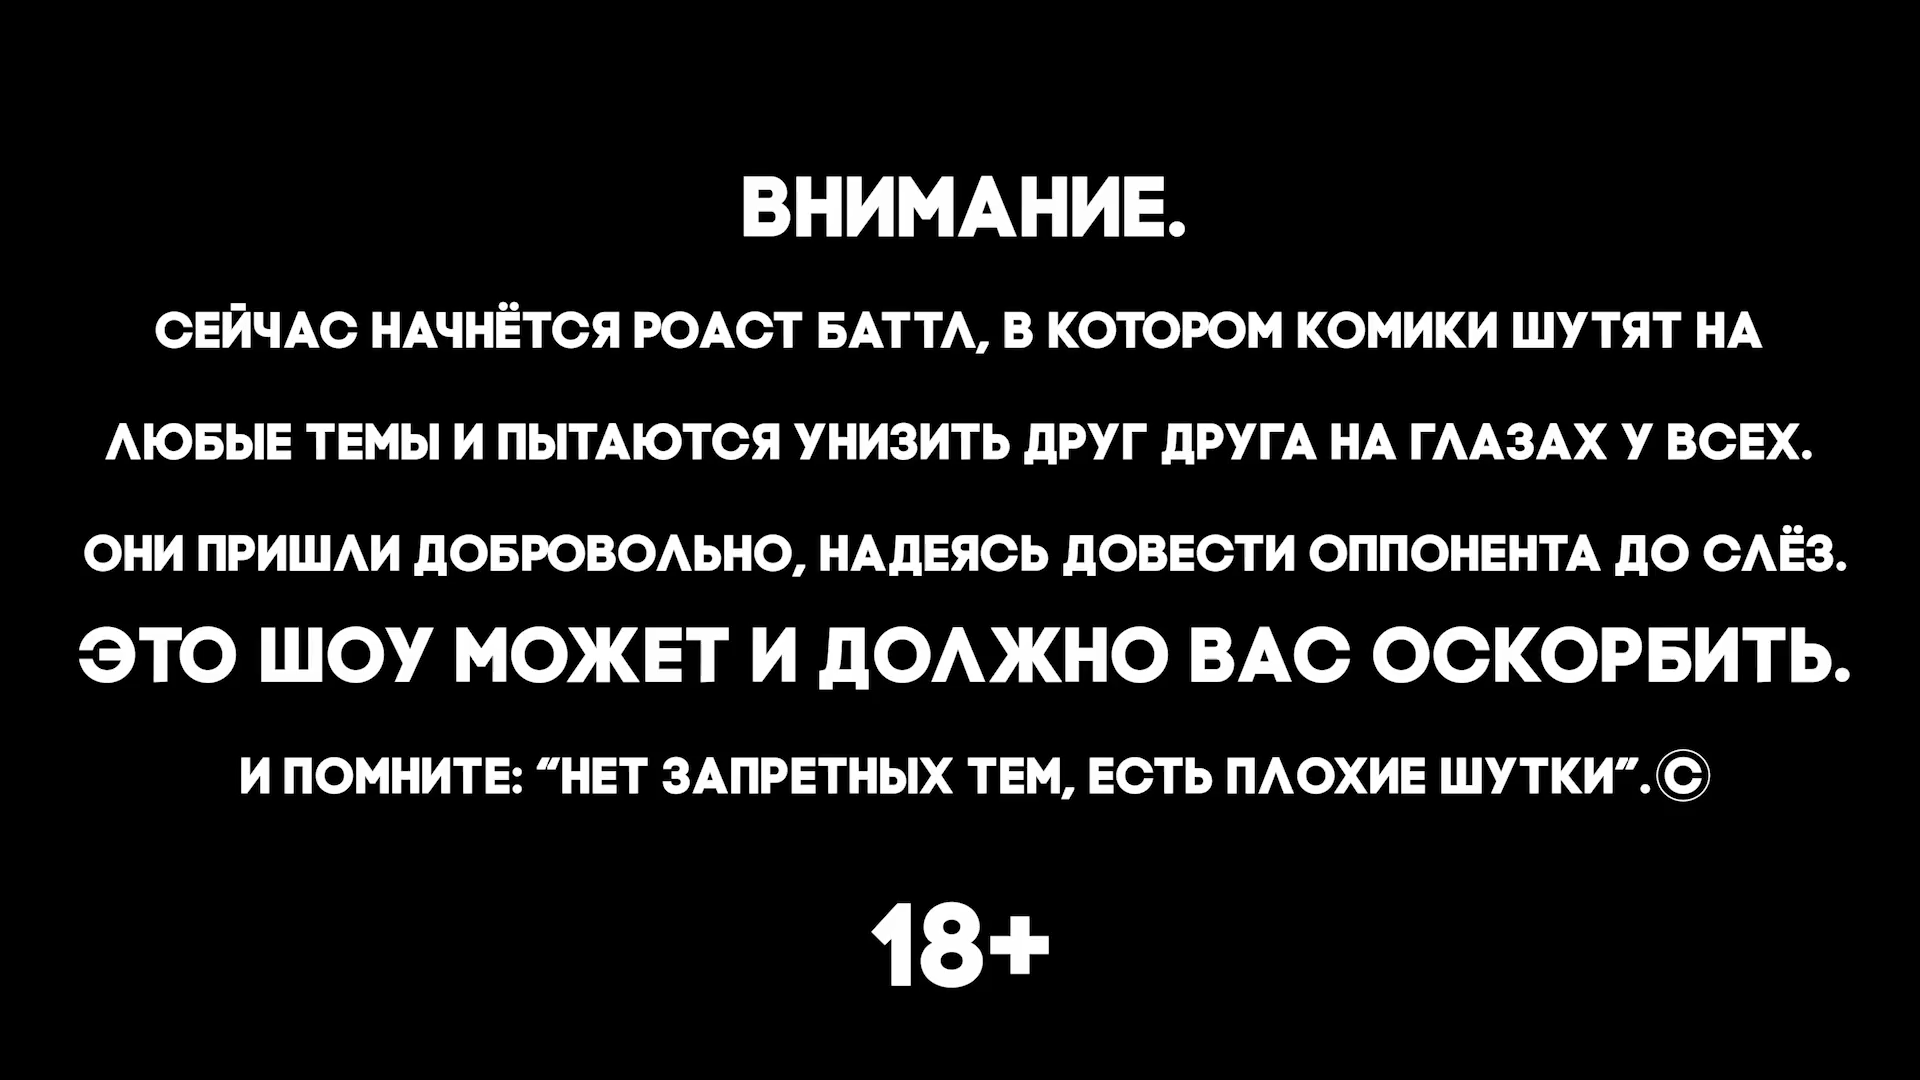 ВНИМАНИЕ.
СЕЙЧАС НАЧНЁТСЯ РОАСТ БАТТЛ, В КОТОРОМ КОМИКИ ШУТЯТ НА
ЛЮБЫЕ ТЕМЫ И ПЫТАЮТСЯ УНИЗИТЬ ДРУГ ДРУГА НА ГЛАЗАХ У ВСЕХ.
ОНИ ПРИШЛИ ДОБРОВОЛЬНО, НАДЕЯСЬ ДОВЕСТИ ОППОНЕНТА ДО СЛЁЗ.
ЭТО ШОУ МОЖЕТ И ДОЛЖНО ВАС ОСКОРБИТЬ.
И ПОМНИТЕ: “НЕТ ЗАПРЕТНЫХ ТЕМ, ЕСТЬ ПЛОХИЕ ШУТКИ”.©
18+